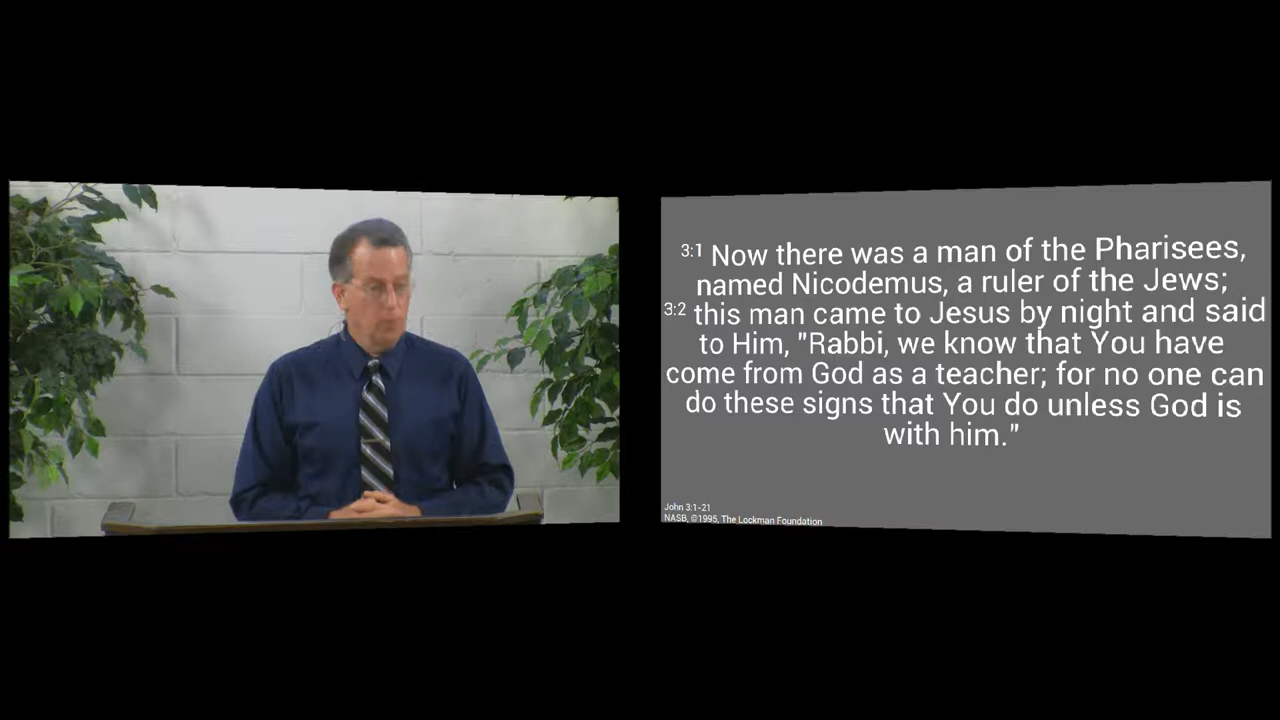 3:1 Now there was a man of the Pharisees,
named Nicodemus, a ruler of the Jews;
3:2 this man came to Jesus by night and said
to Him, "Rabbi, we know that You have
come from God as a teacher; for no one can
do these signs that You do unless God is
with him."
John 3:1-21
NASB, ©1995, The Lockman Foundation